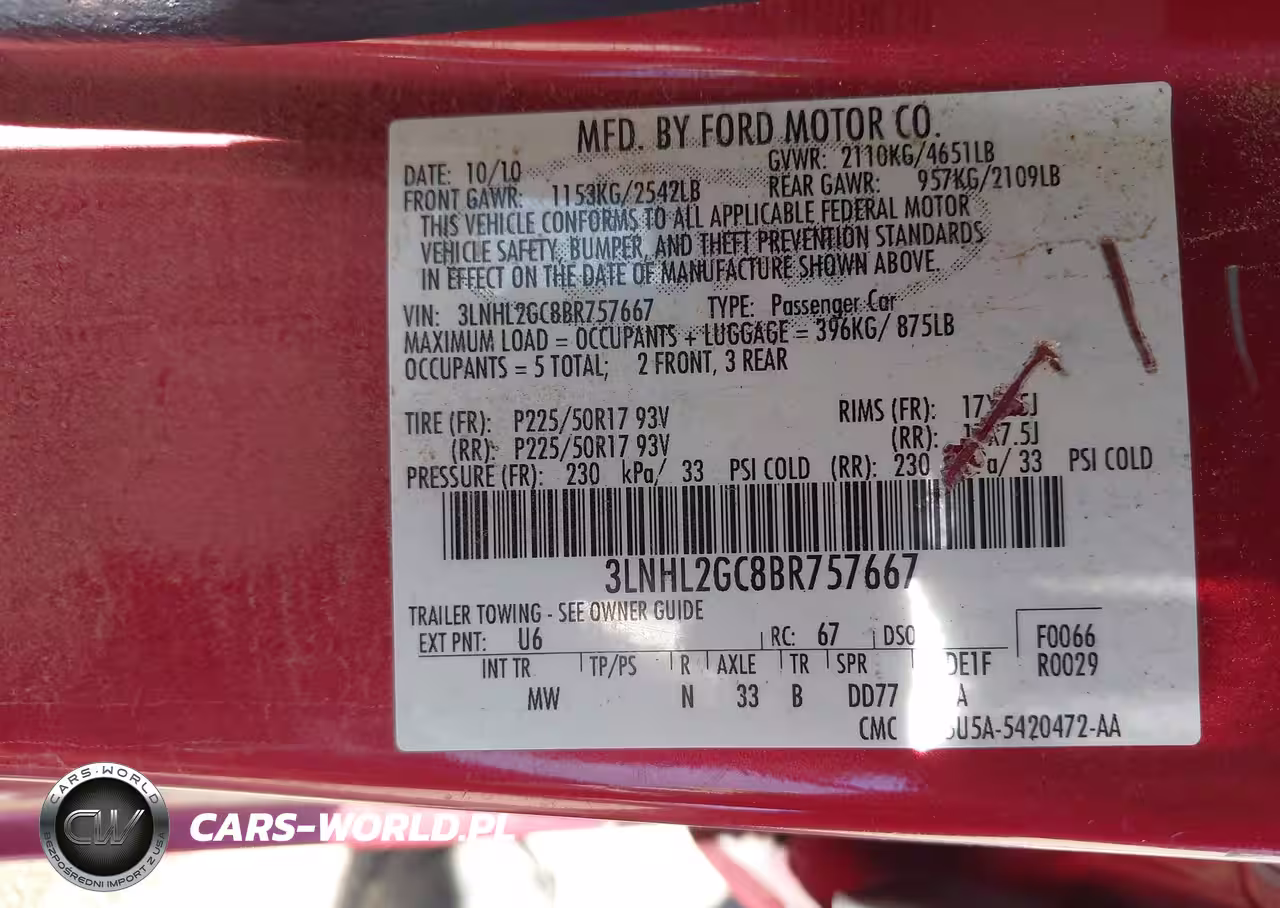 MFD. BY FORD MOTOR CO.
DATE: 10/10 GVWR: 2110KG/4651LB
FRONT GAWR: 1153KG/2542LB REAR GAWR: 957KG/2109LB
THIS VEHICLE CONFORMS TO ALL APPLICABLE FEDERAL MOTOR
VEHICLE SAFETY, BUMPER, AND THEFT PREVENTION STANDARDS
IN EFFECT ON THE DATE OF MANUFACTURE SHOWN ABOVE.
VIN: 3LNHL2GC8BR757667 TYPE: Passenger Car
MAXIMUM LOAD = OCCUPANTS + LUGGAGE = 396KG/ 875LB
OCCUPANTS = 5 TOTAL; 2 FRONT, 3 REAR
TIRE (FR): P225/50R17 93V RIMS (FR):
(RR): P225/50R17 93V (RR):
PRESSURE (FR): 230 kPa/ 33 PSI COLD (RR): 230 33 PSI COLD
3LNHL2GC8BR757667
TRAILER TOWING - SEE OWNER GUIDE
EXT PNT: U6 RC: 67 DSO F0066
INT TR TP/PS R AXLE TR SPR R0029
MW N 33 B DD77 A
CMC
CARS-WORLD
CW
BEZPOŚREDNI IMPORT Z USA
CARS-WORLD.PL